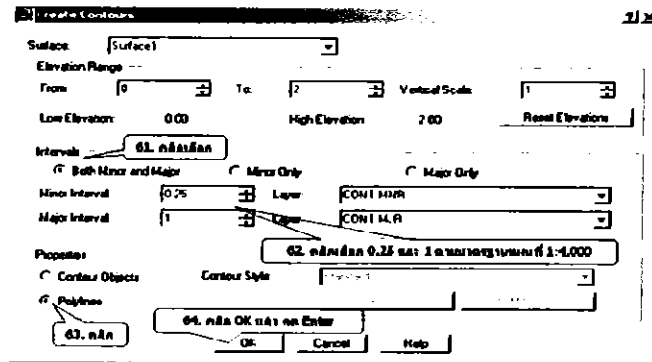 Create Contours
Surface: Surface1
Elevation Range
From: 0 To: 2 Vertical Scale: 1
Low Elevation: 0.00 High Elevation: 2.00 Reset Elevations
Intervals
61. คลิกเลือก
Both Minor and Major Minor Only Major Only
Minor Interval 0.25 Layer CONT-MNR
Major Interval 1 Layer CONT-MJR
62. คลิกเลือก 0.25 และ 1 ตามมาตรฐานแผนที่ 1:4,000
Properties
Contour Objects Contour Style:
Polylines
63. คลิก
64. คลิก OK แล้ว กด Enter
OK Cancel Help